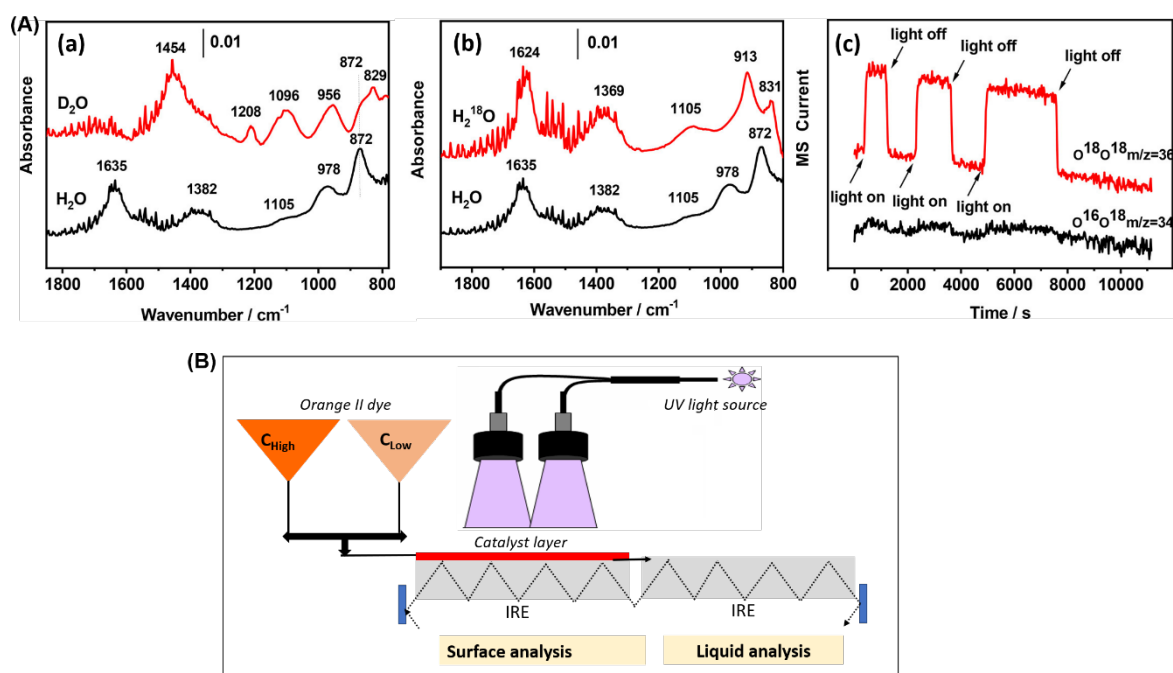 (A)
(a)
0.01
1454
1208
1096
956
872
829
D₂O
872
1635
1382
1105
978
H₂O
Absorbance
1800 1600 1400 1200 1000 800
Wavenumber / cm⁻¹
(b)
0.01
1624
1369
1105
913
831
H₂¹⁸O
872
1635
1382
1105
978
H₂O
Absorbance
1800 1600 1400 1200 1000 800
Wavenumber / cm⁻¹
(c)
light off
light off
light off
O¹⁸O¹⁸m/z=36
light on
light on
light on
O¹⁶O¹⁸m/z=34
MS Current
0 2000 4000 6000 8000 10000
Time / s
(B)
Orange II dye
UV light source
C_High
C_Low
Catalyst layer
IRE
IRE
Surface analysis
Liquid analysis